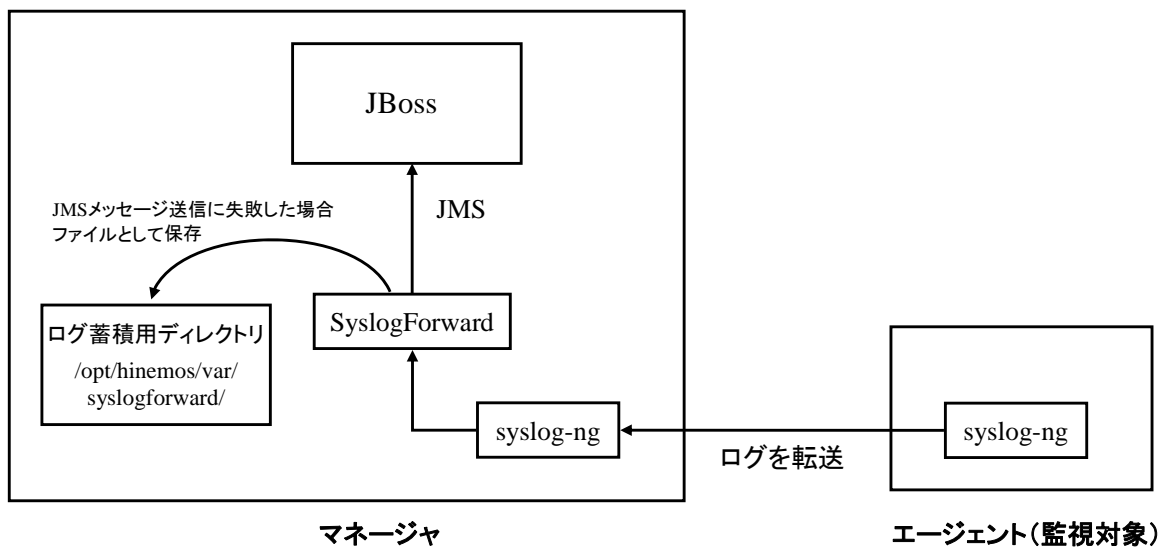 JBoss
JMSメッセージ送信に失敗した場合
ファイルとして保存
JMS
ログ蓄積用ディレクトリ
/opt/hinemos/var/
syslogforward/
SyslogForward
syslog-ng
ログを転送
syslog-ng
マネージャ
エージェント(監視対象)